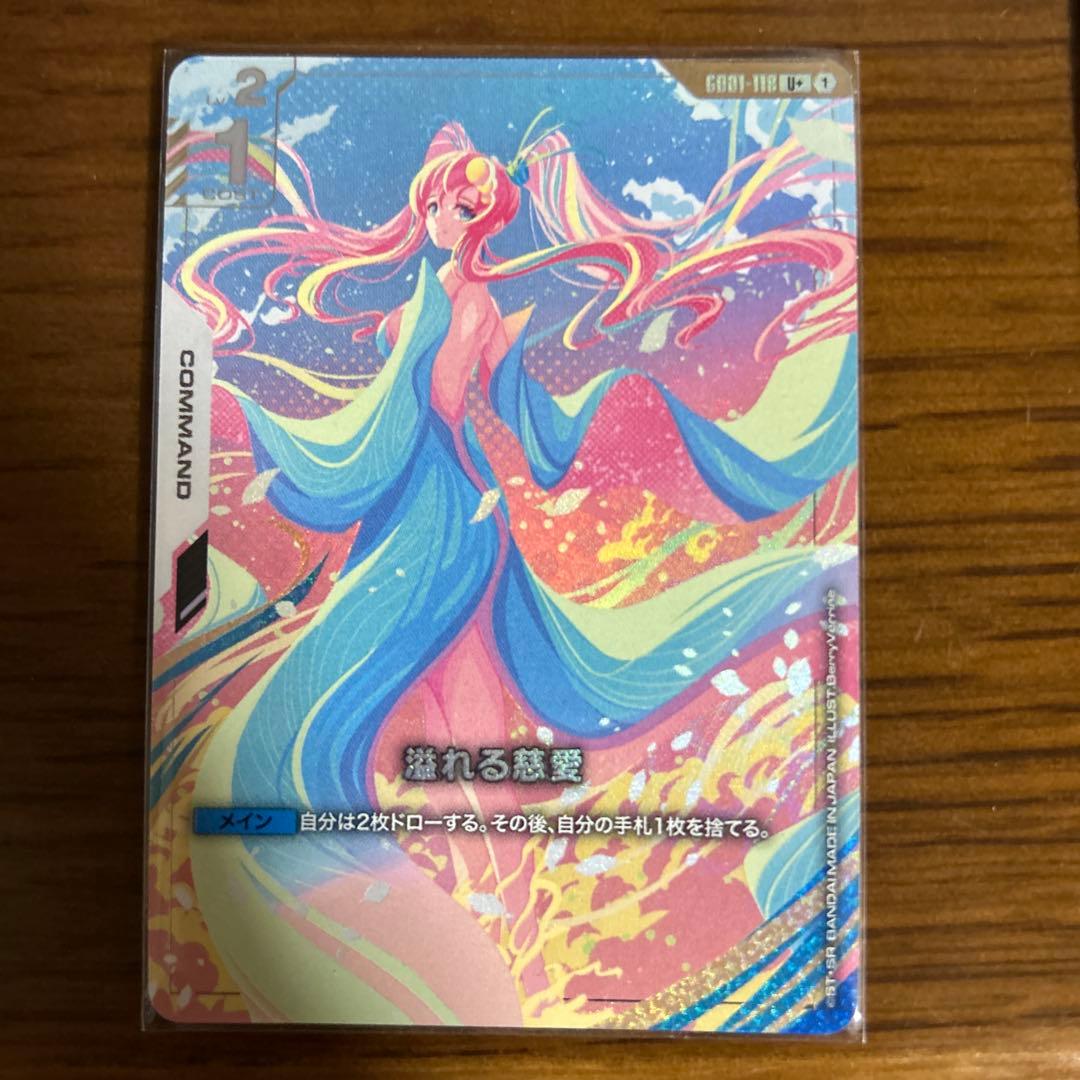 Lv.2
1
COST
GD01-118 U+ 1
COMMAND
溢れる慈愛
メイン 自分は2枚ドローする。その後、自分の手札1枚を捨てる。
©ST・SR BANDAI MADE IN JAPAN ILLUST.BerryVerrine